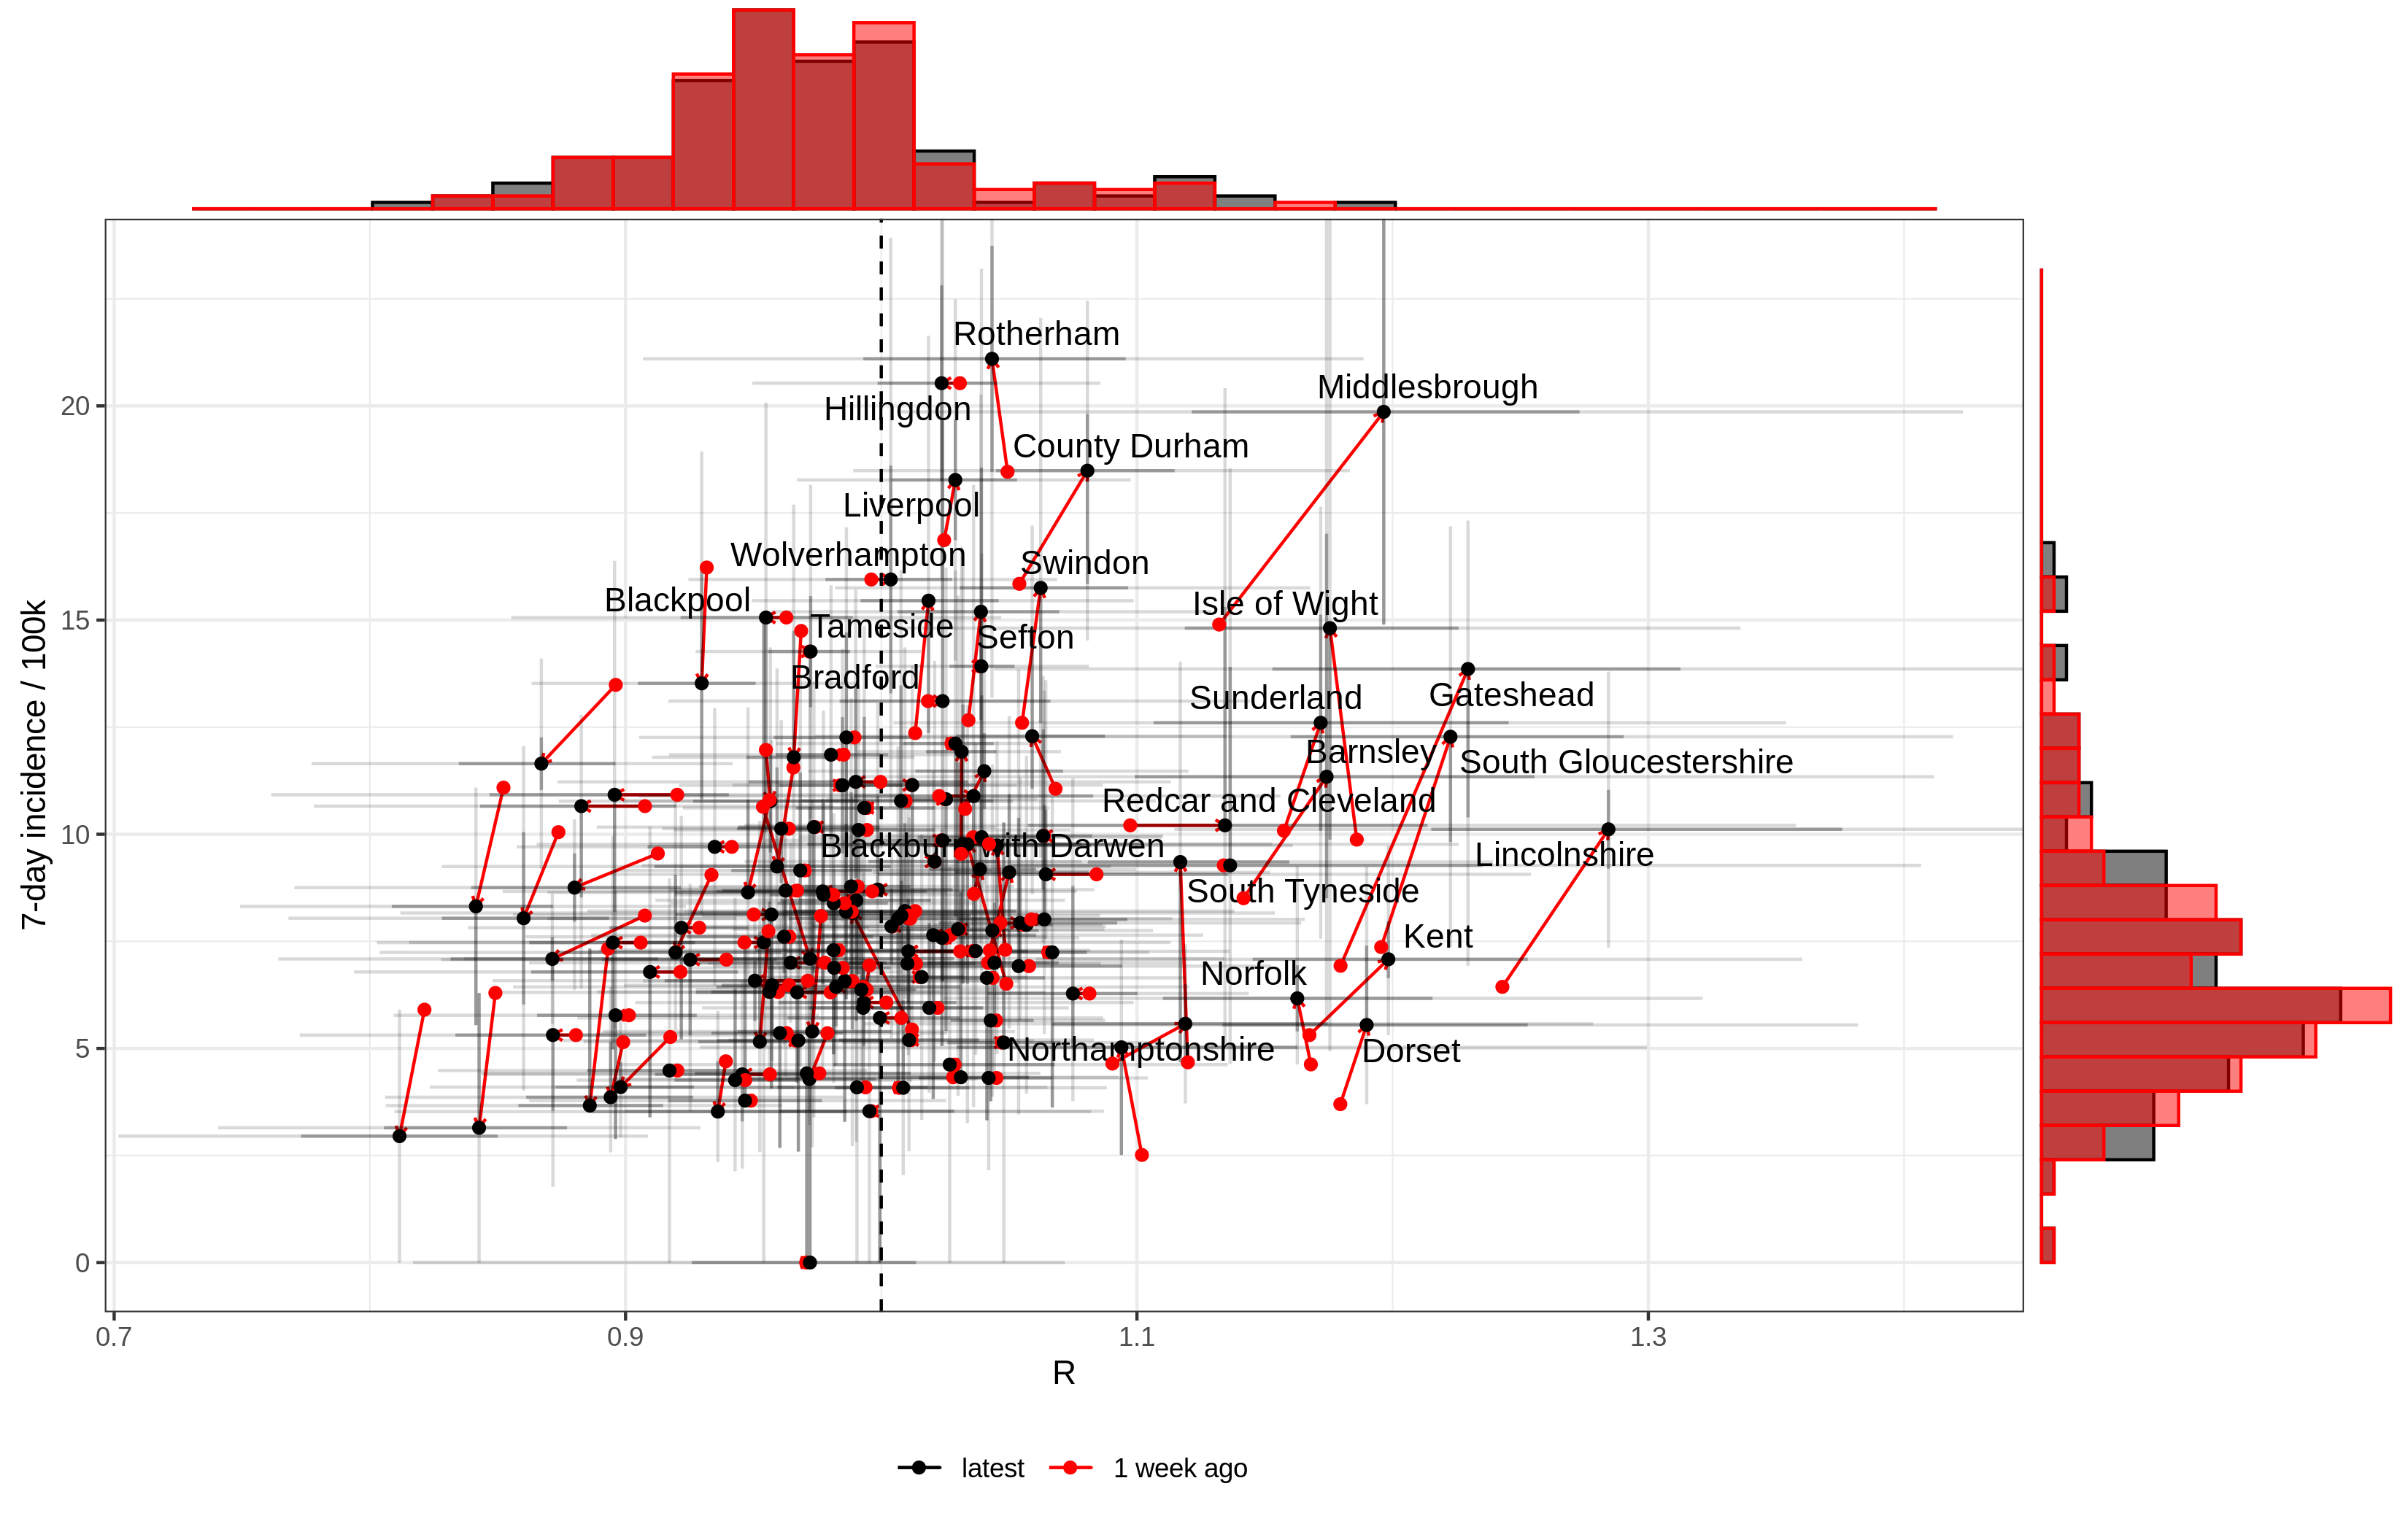 Rotherham
Middlesbrough
Hillingdon
County Durham
Liverpool
Wolverhampton
Swindon
Blackpool
Isle of Wight
Tameside
Sefton
Bradford
Sunderland
Gateshead
Barnsley
South Gloucestershire
Redcar and Cleveland
Blackburn with Darwen
Lincolnshire
South Tyneside
Kent
Norfolk
Northamptonshire
Dorset
20
15
10
5
0
7-day incidence / 100k
0.7
0.9
1.1
1.3
R
latest
1 week ago